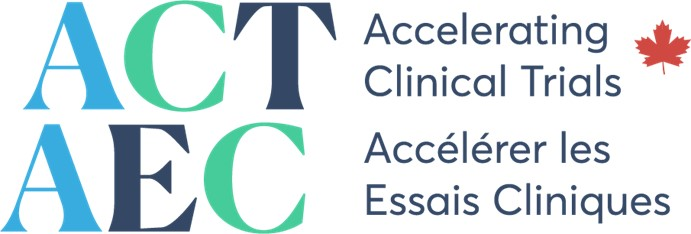 ACT
AEC
Accelerating
Clinical Trials
Accélérer les
Essais Cliniques